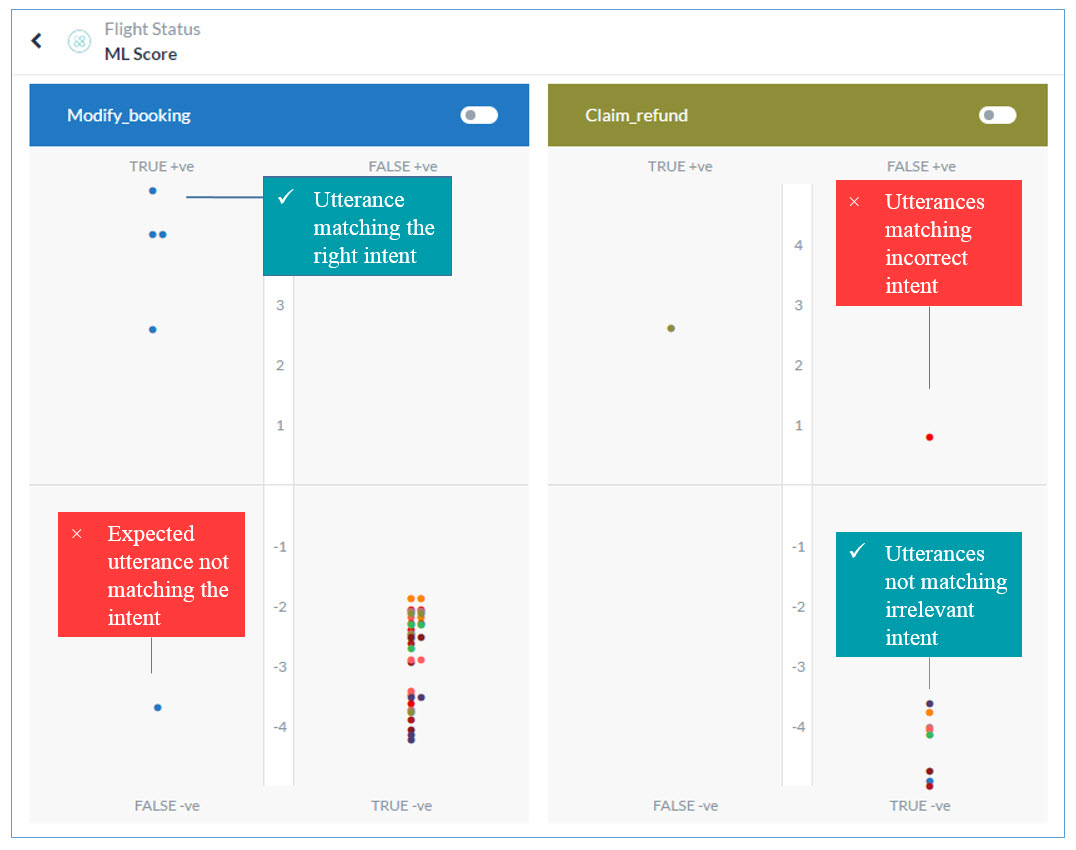 Flight Status
ML Score
Modify_booking
TRUE +ve
FALSE +ve
✓ Utterance
matching the
right intent
3
2
1
× Expected
utterance not
matching the
intent
-1
-2
-3
-4
FALSE -ve
TRUE -ve
Claim_refund
TRUE +ve
FALSE +ve
× Utterances
matching
incorrect
intent
4
3
2
1
-1
-2
-3
-4
✓ Utterances
not matching
irrelevant
intent
FALSE -ve
TRUE -ve